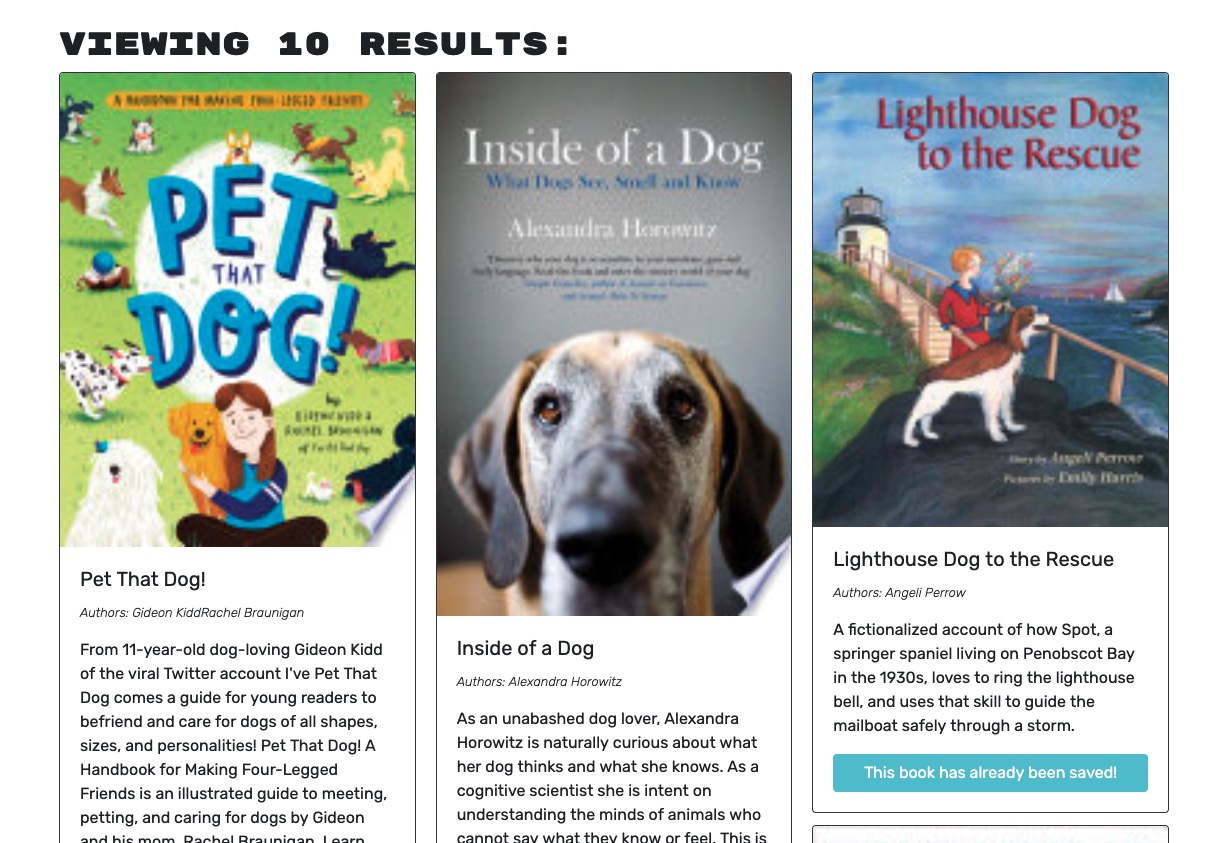 VIEWING 10 RESULTS:
A HANDBOOK FOR MAKING FOUR-LEGGED FRIENDS
PET
THAT
DOG!
by
GIDEON KIDD &
RACHEL BRAUNIGAN
of I've Pet That Dog
Pet That Dog!
Authors: Gideon KiddRachel Braunigan
From 11-year-old dog-loving Gideon Kidd
of the viral Twitter account I've Pet That
Dog comes a guide for young readers to
befriend and care for dogs of all shapes,
sizes, and personalities! Pet That Dog! A
Handbook for Making Four-Legged
Friends is an illustrated guide to meeting,
petting, and caring for dogs by Gideon
and his mom, Rachel Braunigan. Learn
Inside of a Dog
What Dogs See, Smell and Know
Alexandra Horowitz
Inside of a Dog
Authors: Alexandra Horowitz
As an unabashed dog lover, Alexandra
Horowitz is naturally curious about what
her dog thinks and what she knows. As a
cognitive scientist she is intent on
understanding the minds of animals who
cannot say what they know or feel. This is
Lighthouse Dog
to the Rescue
Story by Angeli Perrow
Pictures by Emily Harris
Lighthouse Dog to the Rescue
Authors: Angeli Perrow
A fictionalized account of how Spot, a
springer spaniel living on Penobscot Bay
in the 1930s, loves to ring the lighthouse
bell, and uses that skill to guide the
mailboat safely through a storm.
This book has already been saved!